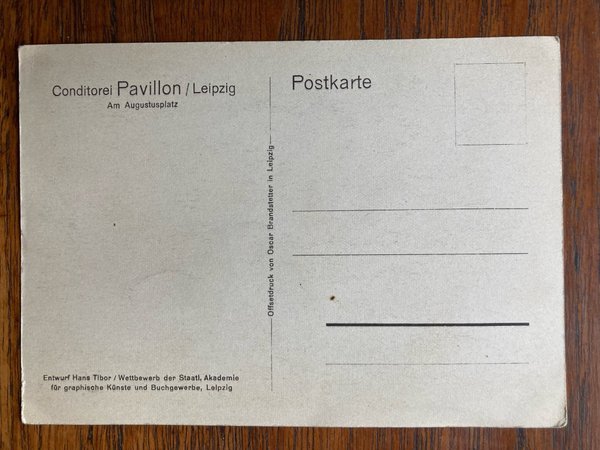 Conditorei Pavillon / Leipzig
Am Augustusplatz
Postkarte
Offsetdruck von Oscar Brandstetter in Leipzig
Entwurf Hans Tibor / Wettbewerb der Staatl. Akademie
für graphische Künste und Buchgewerbe, Leipzig